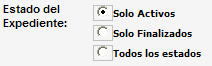 Estado del
Expediente:
Solo Activos
Solo Finalizados
Todos los estados